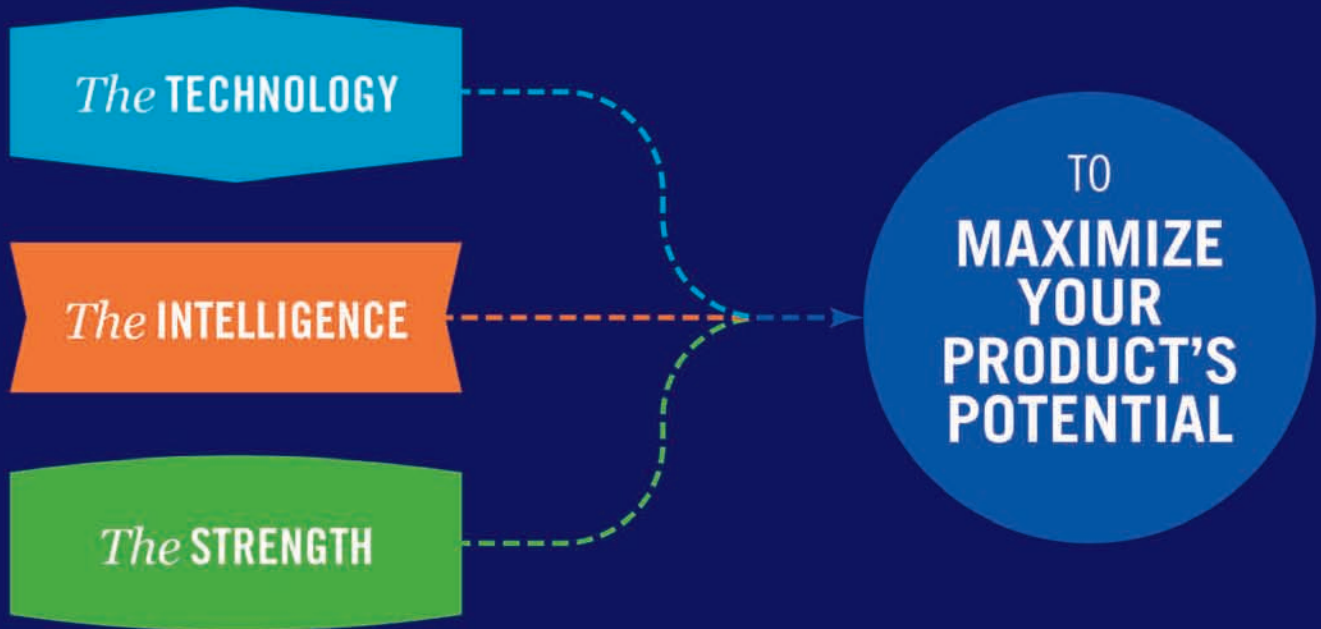 The TECHNOLOGY
The INTELLIGENCE
The STRENGTH
TO
MAXIMIZE
YOUR
PRODUCT'S
POTENTIAL